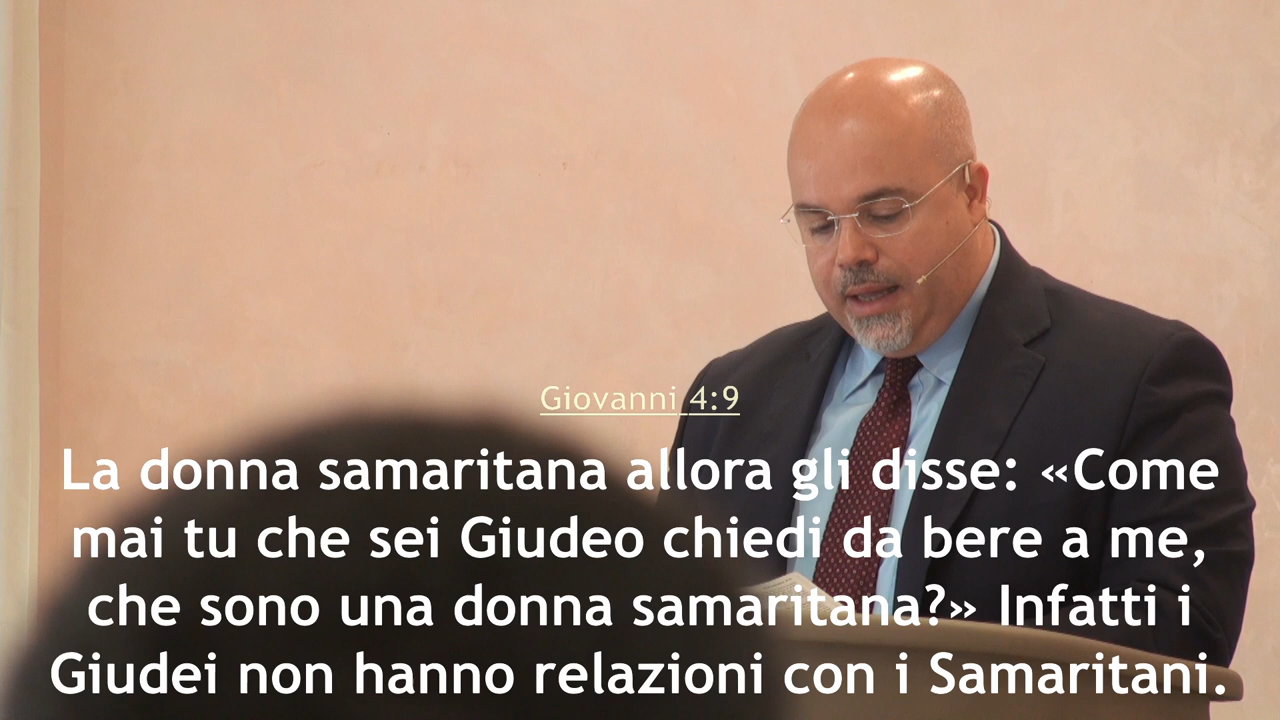 Giovanni 4:9
La donna samaritana allora gli disse: «Come
mai tu che sei Giudeo chiedi da bere a me,
che sono una donna samaritana?» Infatti i
Giudei non hanno relazioni con i Samaritani.